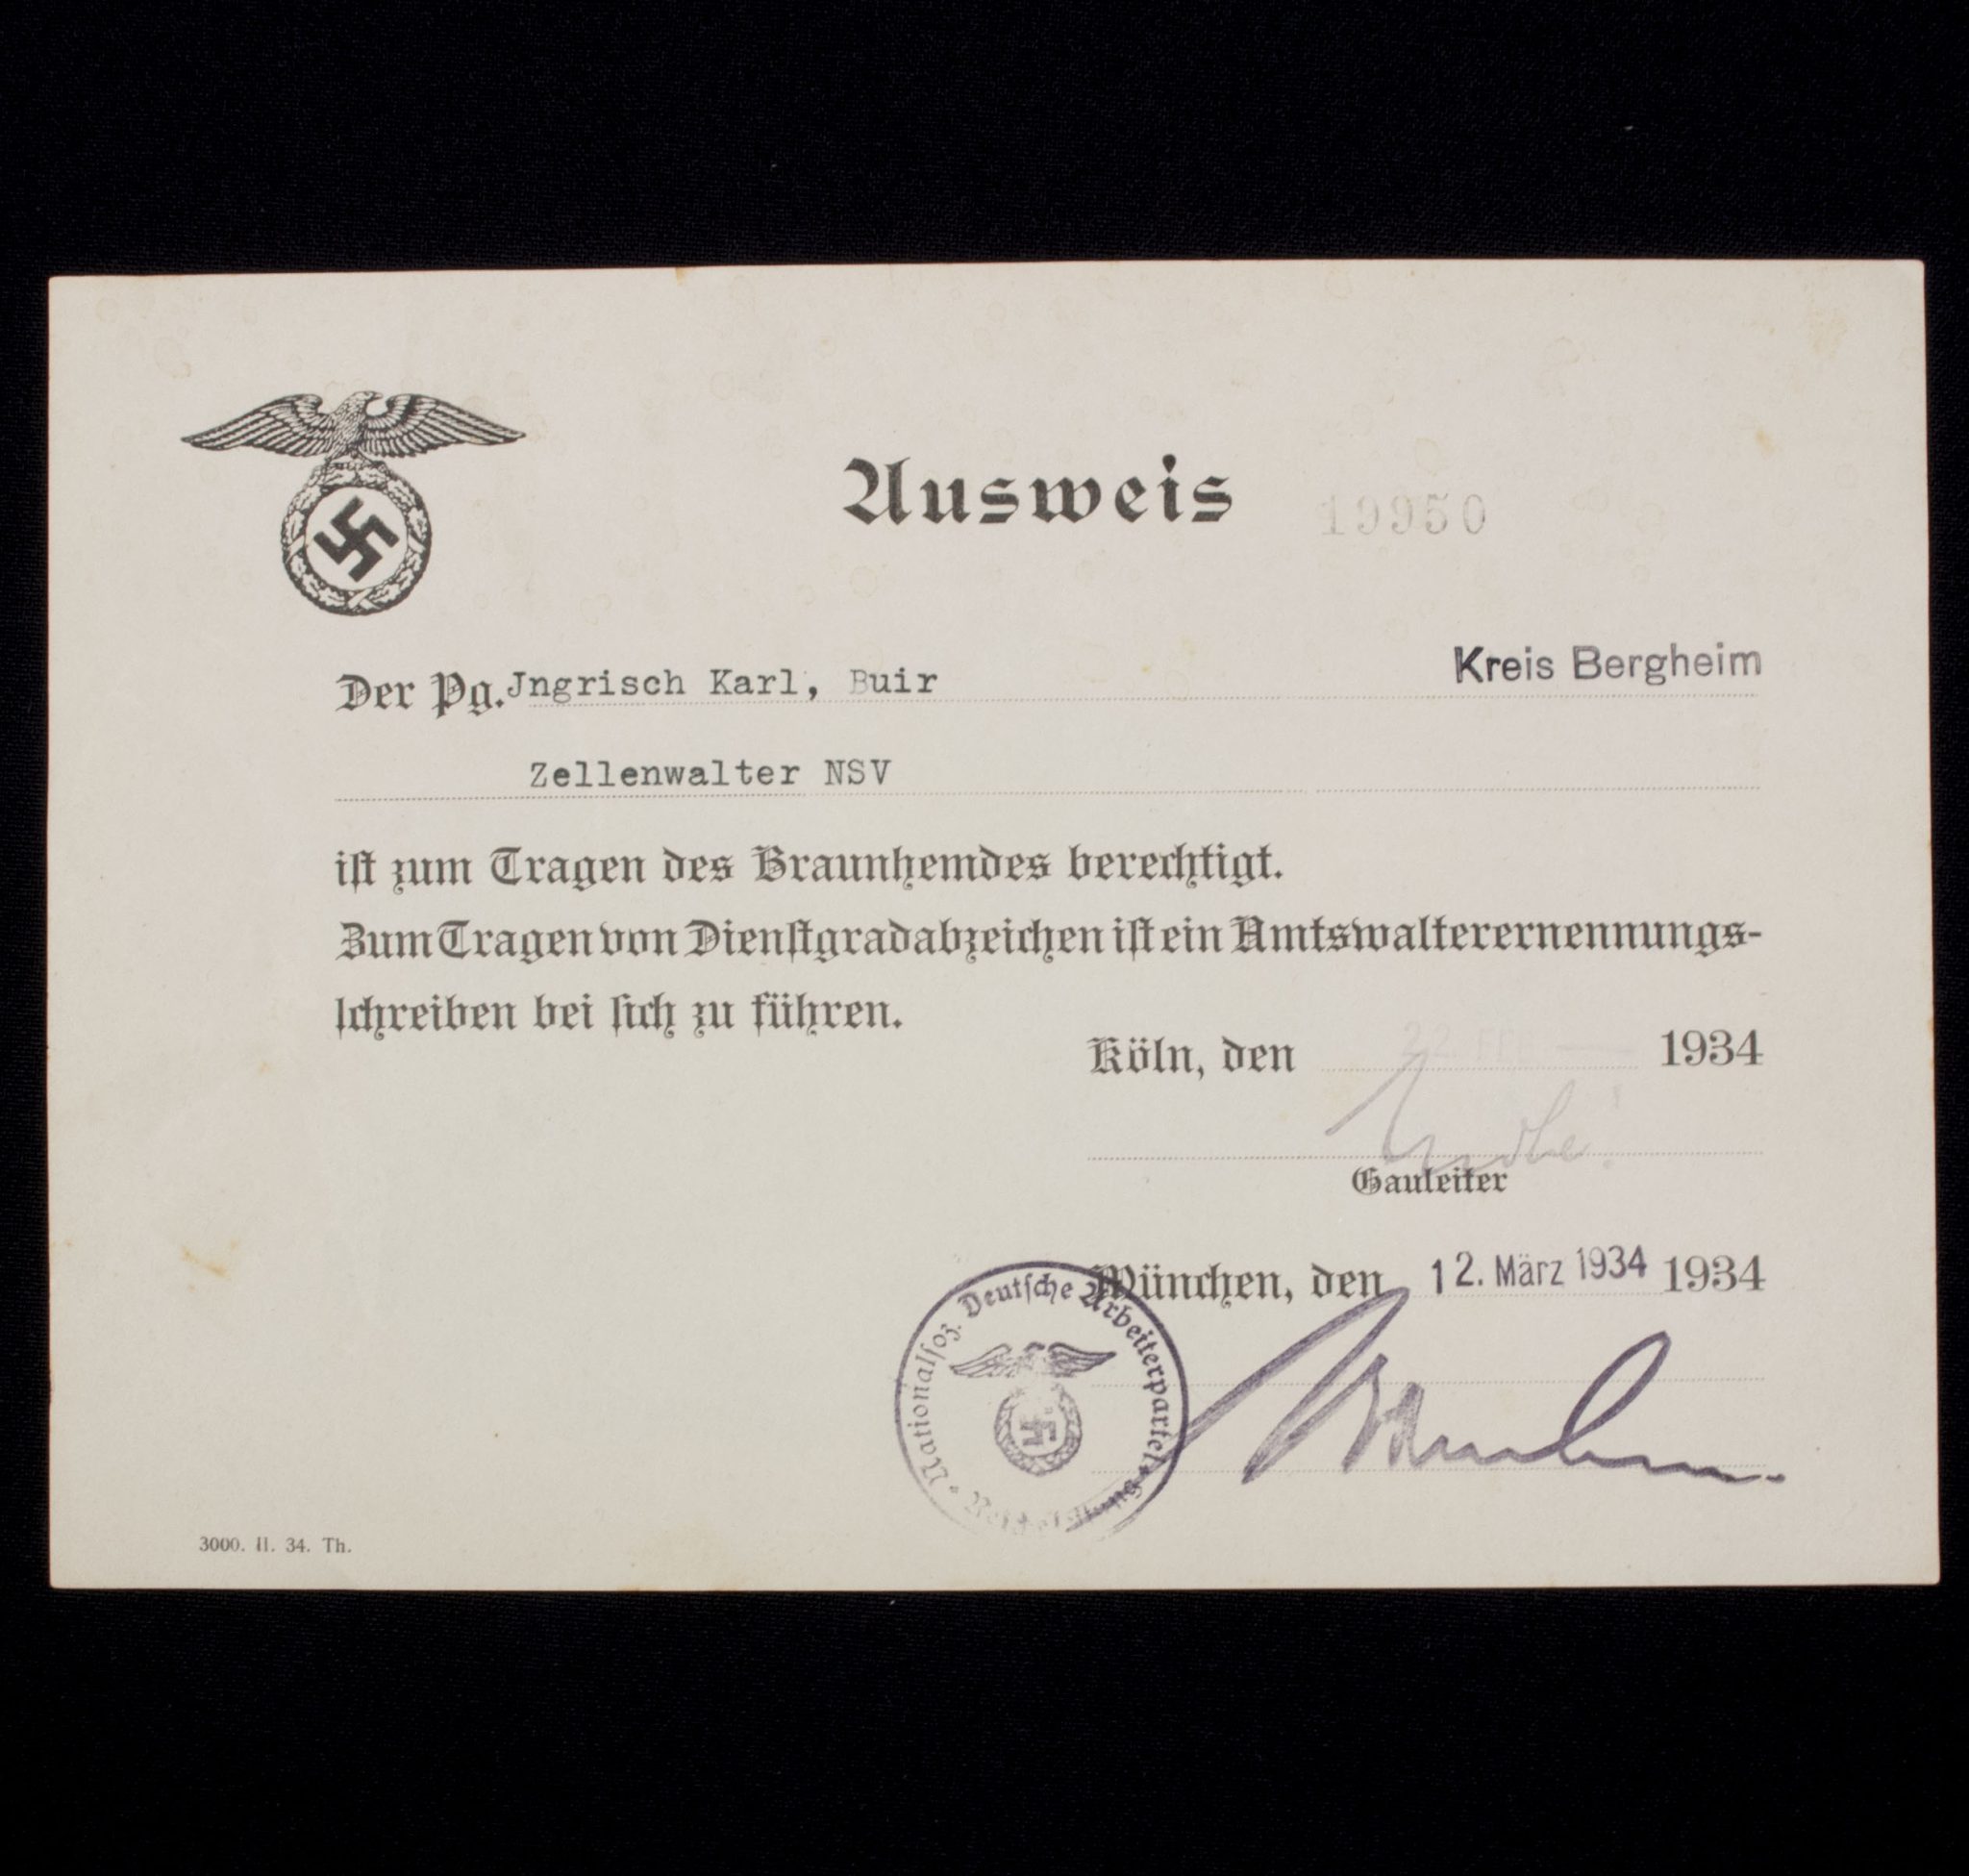 Ausweis 19950
Der Pg. Jngrisch Karl, Buir Kreis Bergheim
Zellenwalter NSV
ist zum Tragen des Braunhemdes berechtigt.
Zum Tragen von Dienstgradabzeichen ist ein Amtswalterernennungs-
schreiben bei sich zu führen.
Köln, den 1934
Gauleiter
München, den 12. März 1934 1934
Nationalsoz. Deutsche Arbeiterpartei
3000. II. 34. Th.